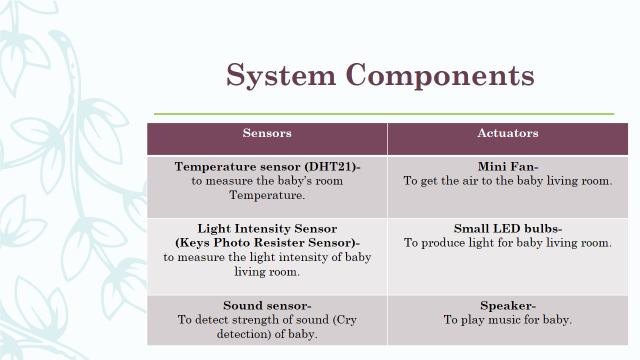 System Components
Sensors
Actuators
Temperature sensor (DHT21)-
to measure the baby's room
Temperature.
Mini Fan-
To get the air to the baby living room.
Light Intensity Sensor
(Keys Photo Resister Sensor)-
to measure the light intensity of baby
living room.
Small LED bulbs-
To produce light for baby living room.
Sound sensor-
To detect strength of sound (Cry
detection) of baby.
Speaker-
To play music for baby.